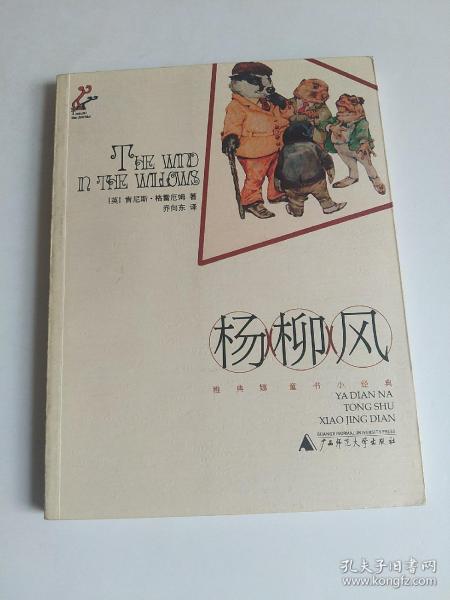 THE WIND
IN THE WILLOWS
[英] 肯尼斯·格雷厄姆 著
乔向东 译
杨柳风
雅典娜童书小经典
YA DIAN NA
TONG SHU
XIAO JING DIAN
GUANGXI NORMAL UNIVERSITY PRESS
广西师范大学出版社
孔夫子旧书网
www.kongfz.com